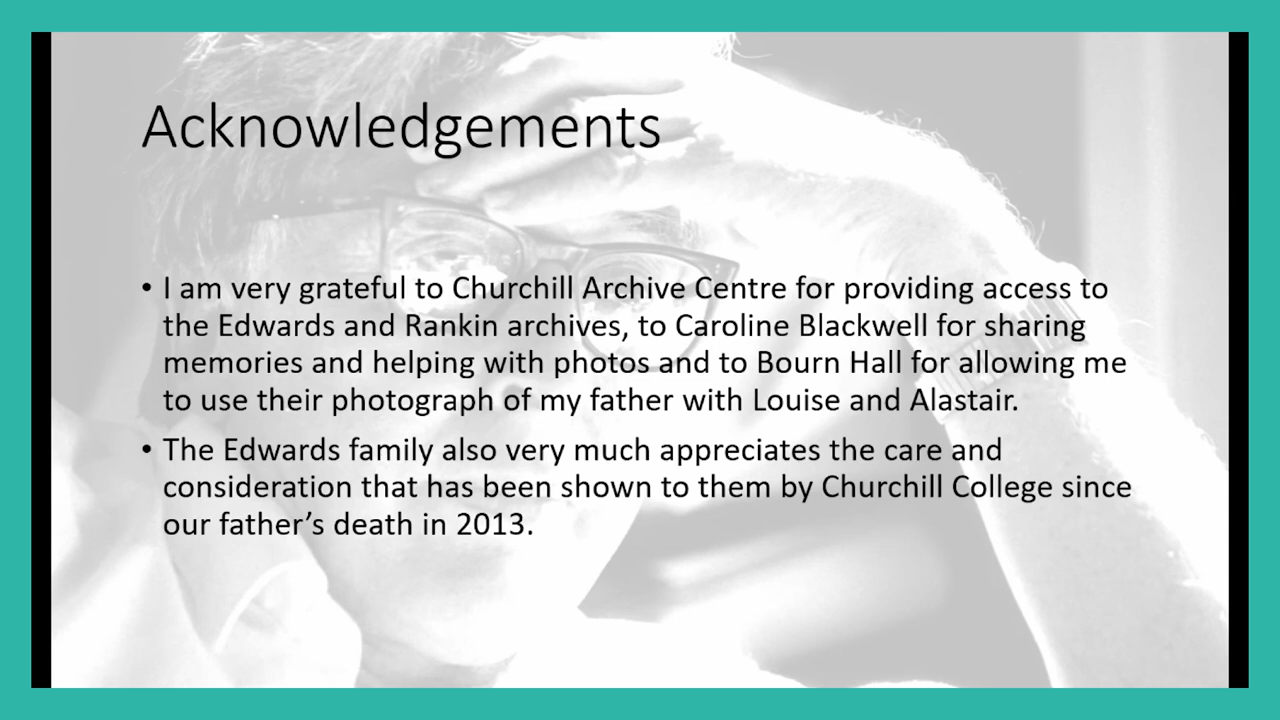 Acknowledgements
• I am very grateful to Churchill Archive Centre for providing access to
the Edwards and Rankin archives, to Caroline Blackwell for sharing
memories and helping with photos and to Bourn Hall for allowing me
to use their photograph of my father with Louise and Alastair.
• The Edwards family also very much appreciates the care and
consideration that has been shown to them by Churchill College since
our father’s death in 2013.